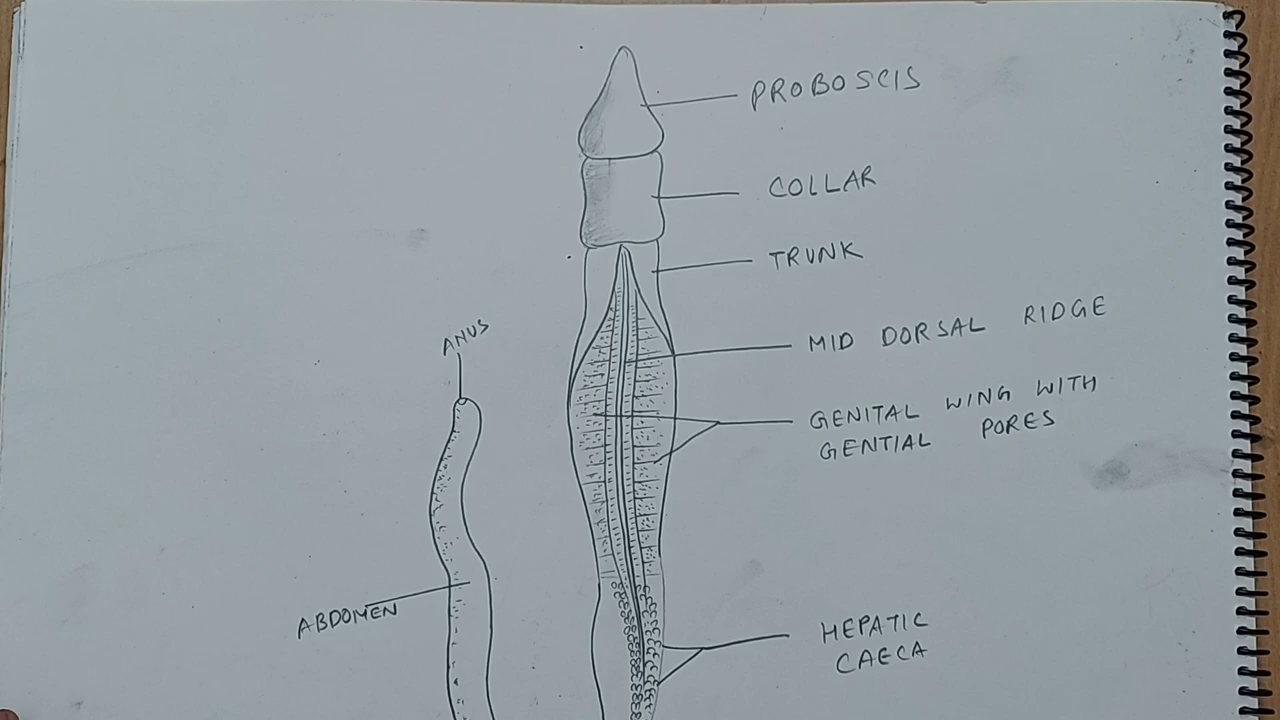 PROBOSCIS
COLLAR
TRUNK
MID DORSAL RIDGE
GENITAL WING WITH
GENTIAL PORES
HEPATIC
CAECA
ANUS
ABDOMEN